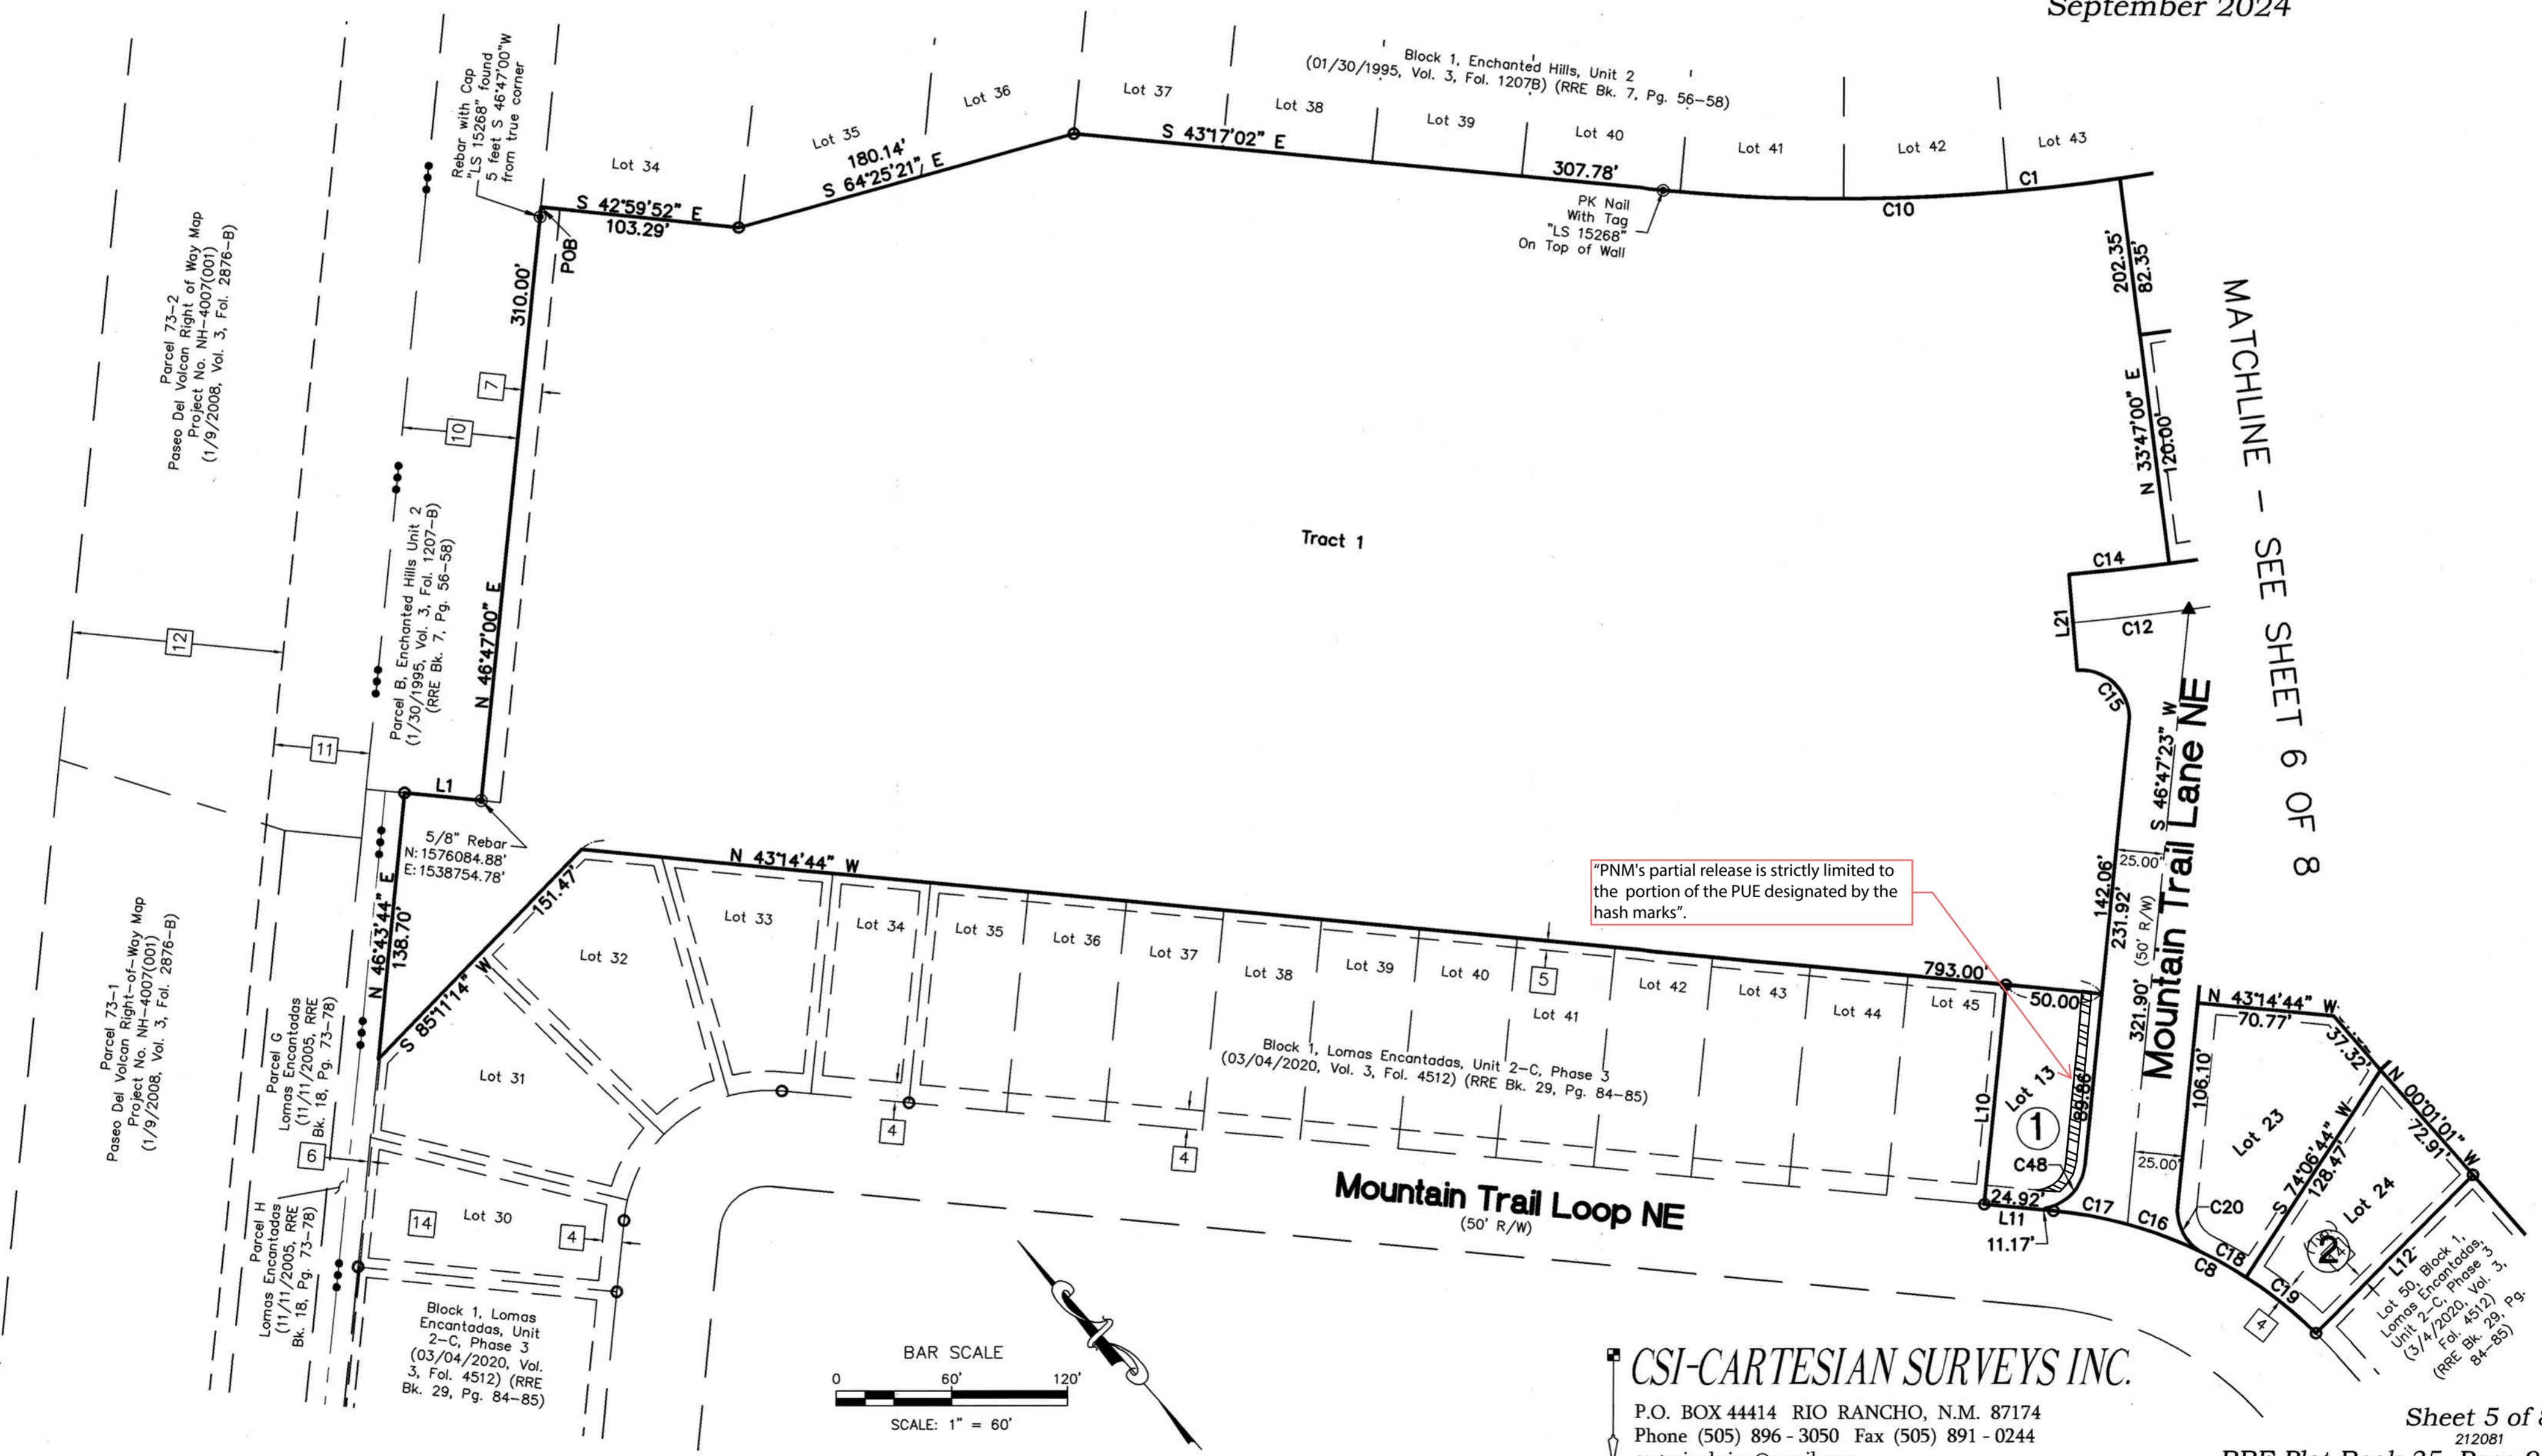 September 2024
Block 1, Enchanted Hills, Unit 2
(01/30/1995, Vol. 3, Fol. 1207B) (RRE Bk. 7, Pg. 56-58)
Rebar with Cap
"LS 15268" found
5 feet S 46°47'00"W
from true corner
Lot 34
Lot 35
Lot 36
Lot 37
Lot 38
Lot 39
Lot 40
Lot 41
Lot 42
Lot 43
S 42°59'52" E
103.29'
180.14'
S 64°25'21" E
S 43°17'02" E
307.78'
C1
C10
PK Nail
With Tag
"LS 15268"
On Top of Wall
POB
310.00'
N 46°47'00" E
7
10
202.35'
82.35'
N 33°47'00" E
120.00'
MATCHLINE - SEE SHEET 6 OF 8
Parcel 73-2
Paseo Del Volcan Right of Way Map
Project No. NH-4007(001)
(1/9/2008, Vol. 3, Fol. 2876-B)
Parcel B, Enchanted Hills Unit 2
(1/30/1995, Vol. 3, Fol. 1207-B)
(RRE Bk. 7, Pg. 56-58)
Tract 1
C14
L21
C12
C15
12
11
L1
5/8" Rebar
N: 1576084.88'
E: 1538754.78'
N 46°43'44" E
138.70'
151.47'
S 85°11'14" W
N 43°14'44" W
793.00'
50.00'
"PNM's partial release is strictly limited to
the portion of the PUE designated by the
hash marks".
S 46°47'23" W
Mountain Trail Lane NE
(50' R/W)
25.00'
142.06'
231.92'
321.90'
Parcel 73-1
Paseo Del Volcan Right-of-Way Map
Project No. NH-4007(001)
(1/9/2008, Vol. 3, Fol. 2876-B)
Parcel G
Lomas Encantadas
(11/11/2005, RRE
Bk. 18, Pg. 73-78)
6
Parcel H
Lomas Encantadas
(11/11/2005, RRE
Bk. 18, Pg. 73-78)
Lot 30
Lot 31
Lot 32
Lot 33
Lot 34
Lot 35
Lot 36
Lot 37
Lot 38
Lot 39
Lot 40
Lot 41
Lot 42
Lot 43
Lot 44
Lot 45
5
14
4
4
4
Block 1, Lomas Encantadas, Unit 2-C, Phase 3
(03/04/2020, Vol. 3, Fol. 4512) (RRE Bk. 29, Pg. 84-85)
Block 1, Lomas
Encantadas, Unit
2-C, Phase 3
(03/04/2020, Vol.
3, Fol. 4512) (RRE
Bk. 29, Pg. 84-85)
Mountain Trail Loop NE
(50' R/W)
L10
Lot 13
1
89.86'
C48
24.92'
L11
11.17'
C17
C16
C8
25.00'
106.10'
N 43°14'44" W
70.77'
37.32'
N 00°01'01" W
72.91'
Lot 23
S 74°06'44" W
128.47'
Lot 24
2
C20
C18
C19
L12
4
Lot 50, Block 1,
Lomas Encantadas,
Unit 2-C, Phase 3
(3/4/2020, Vol. 3,
Fol. 4512)
(RRE Bk. 29, Pg.
84-85)
BAR SCALE
0 60' 120'
SCALE: 1" = 60'
CSI-CARTESIAN SURVEYS INC.
P.O. BOX 44414 RIO RANCHO, N.M. 87174
Phone (505) 896 - 3050 Fax (505) 891 - 0244
Sheet 5 of
212081